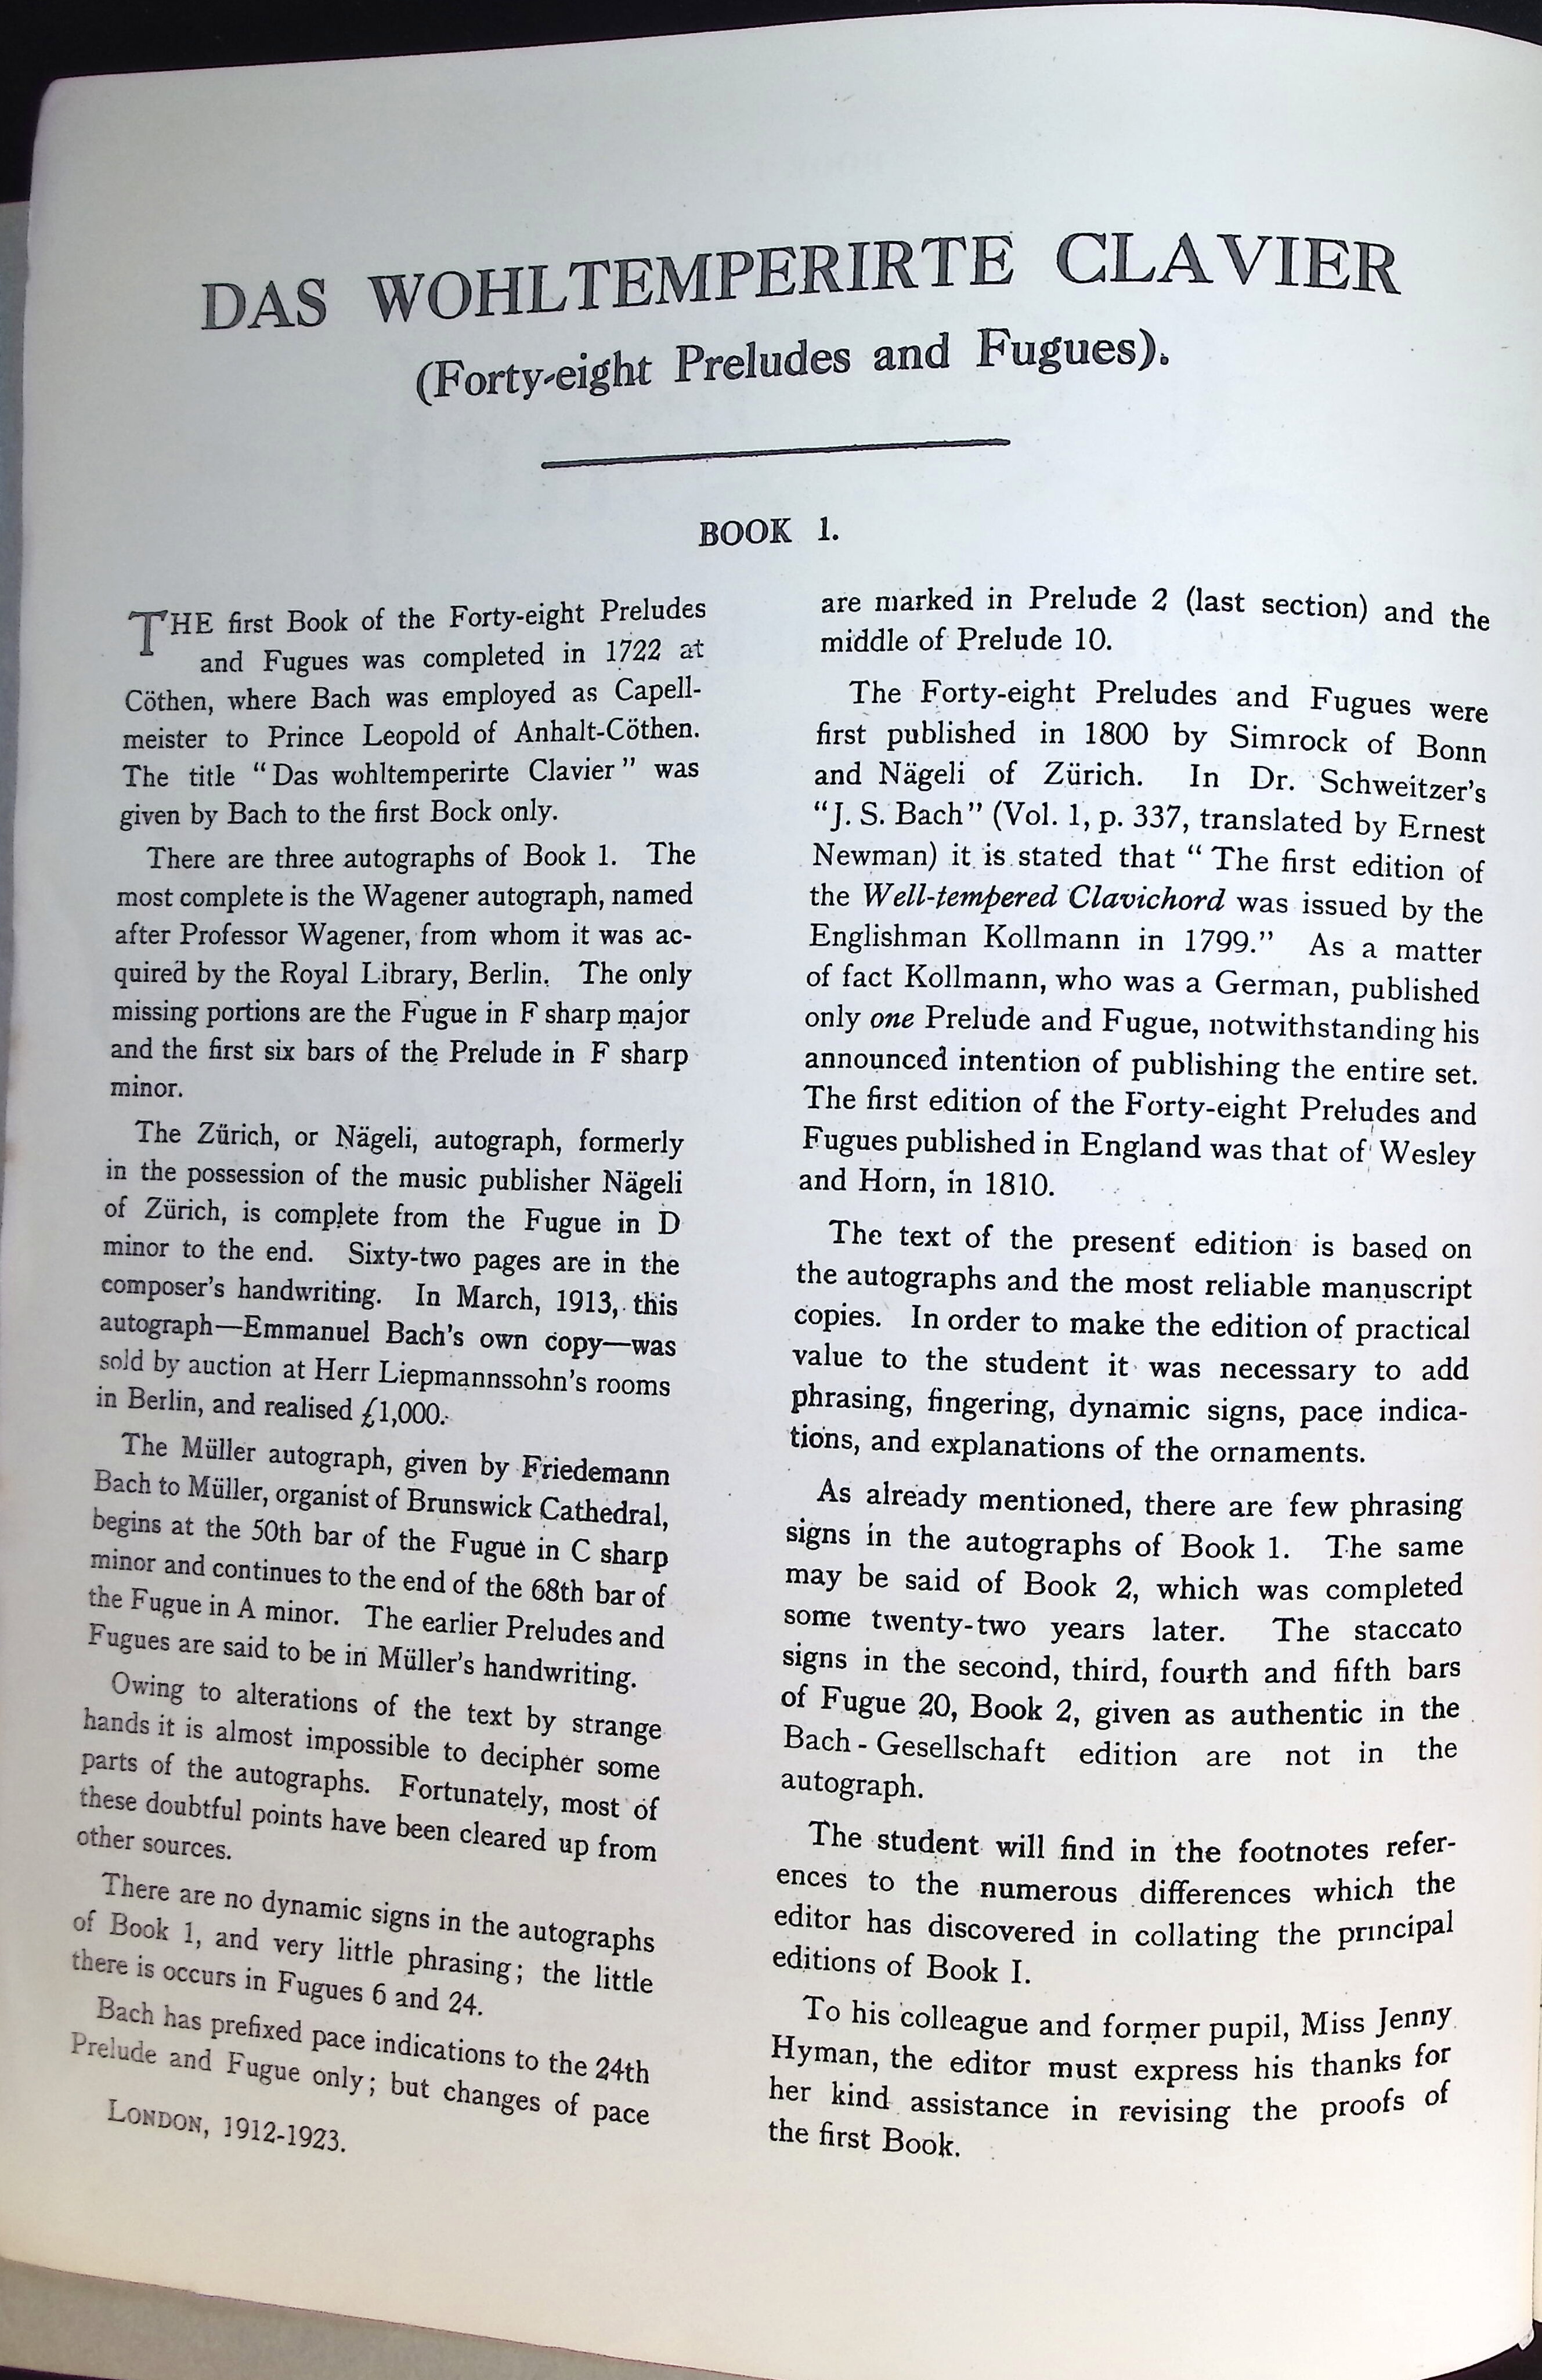 DAS WOHLTEMPERIRTE CLAVIER
(Forty-eight Preludes and Fugues).
BOOK 1.
THE first Book of the Forty-eight Preludes
and Fugues was completed in 1722 at
Cöthen, where Bach was employed as Capell-
meister to Prince Leopold of Anhalt-Cöthen.
The title “Das wohltemperirte Clavier” was
given by Bach to the first Bock only.
There are three autographs of Book 1. The
most complete is the Wagener autograph, named
after Professor Wagener, from whom it was ac-
quired by the Royal Library, Berlin. The only
missing portions are the Fugue in F sharp major
and the first six bars of the Prelude in F sharp
minor.
The Zürich, or Nägeli, autograph, formerly
in the possession of the music publisher Nägeli
of Zürich, is complete from the Fugue in D
minor to the end. Sixty-two pages are in the
composer’s handwriting. In March, 1913, this
autograph—Emmanuel Bach’s own copy—was
sold by auction at Herr Liepmannssohn’s rooms
in Berlin, and realised £1,000.
The Müller autograph, given by Friedemann
Bach to Müller, organist of Brunswick Cathedral,
begins at the 50th bar of the Fugue in C sharp
minor and continues to the end of the 68th bar of
the Fugue in A minor. The earlier Preludes and
Fugues are said to be in Müller’s handwriting.
Owing to alterations of the text by strange
hands it is almost impossible to decipher some
parts of the autographs. Fortunately, most of
these doubtful points have been cleared up from
other sources.
There are no dynamic signs in the autographs
of Book 1, and very little phrasing; the little
there is occurs in Fugues 6 and 24.
Bach has prefixed pace indications to the 24th
Prelude and Fugue only; but changes of pace
LONDON, 1912-1923.
are marked in Prelude 2 (last section) and the
middle of Prelude 10.
The Forty-eight Preludes and Fugues were
first published in 1800 by Simrock of Bonn
and Nägeli of Zürich. In Dr. Schweitzer’s
“J. S. Bach” (Vol. 1, p. 337, translated by Ernest
Newman) it is stated that “The first edition of
the Well-tempered Clavichord was issued by the
Englishman Kollmann in 1799.” As a matter
of fact Kollmann, who was a German, published
only one Prelude and Fugue, notwithstanding his
announced intention of publishing the entire set.
The first edition of the Forty-eight Preludes and
Fugues published in England was that of Wesley
and Horn, in 1810.
The text of the present edition is based on
the autographs and the most reliable manuscript
copies. In order to make the edition of practical
value to the student it was necessary to add
phrasing, fingering, dynamic signs, pace indica-
tions, and explanations of the ornaments.
As already mentioned, there are few phrasing
signs in the autographs of Book 1. The same
may be said of Book 2, which was completed
some twenty-two years later. The staccato
signs in the second, third, fourth and fifth bars
of Fugue 20, Book 2, given as authentic in the
Bach-Gesellschaft edition are not in the
autograph.
The student will find in the footnotes refer-
ences to the numerous differences which the
editor has discovered in collating the principal
editions of Book I.
To his colleague and former pupil, Miss Jenny
Hyman, the editor must express his thanks for
her kind assistance in revising the proofs of
the first Book.